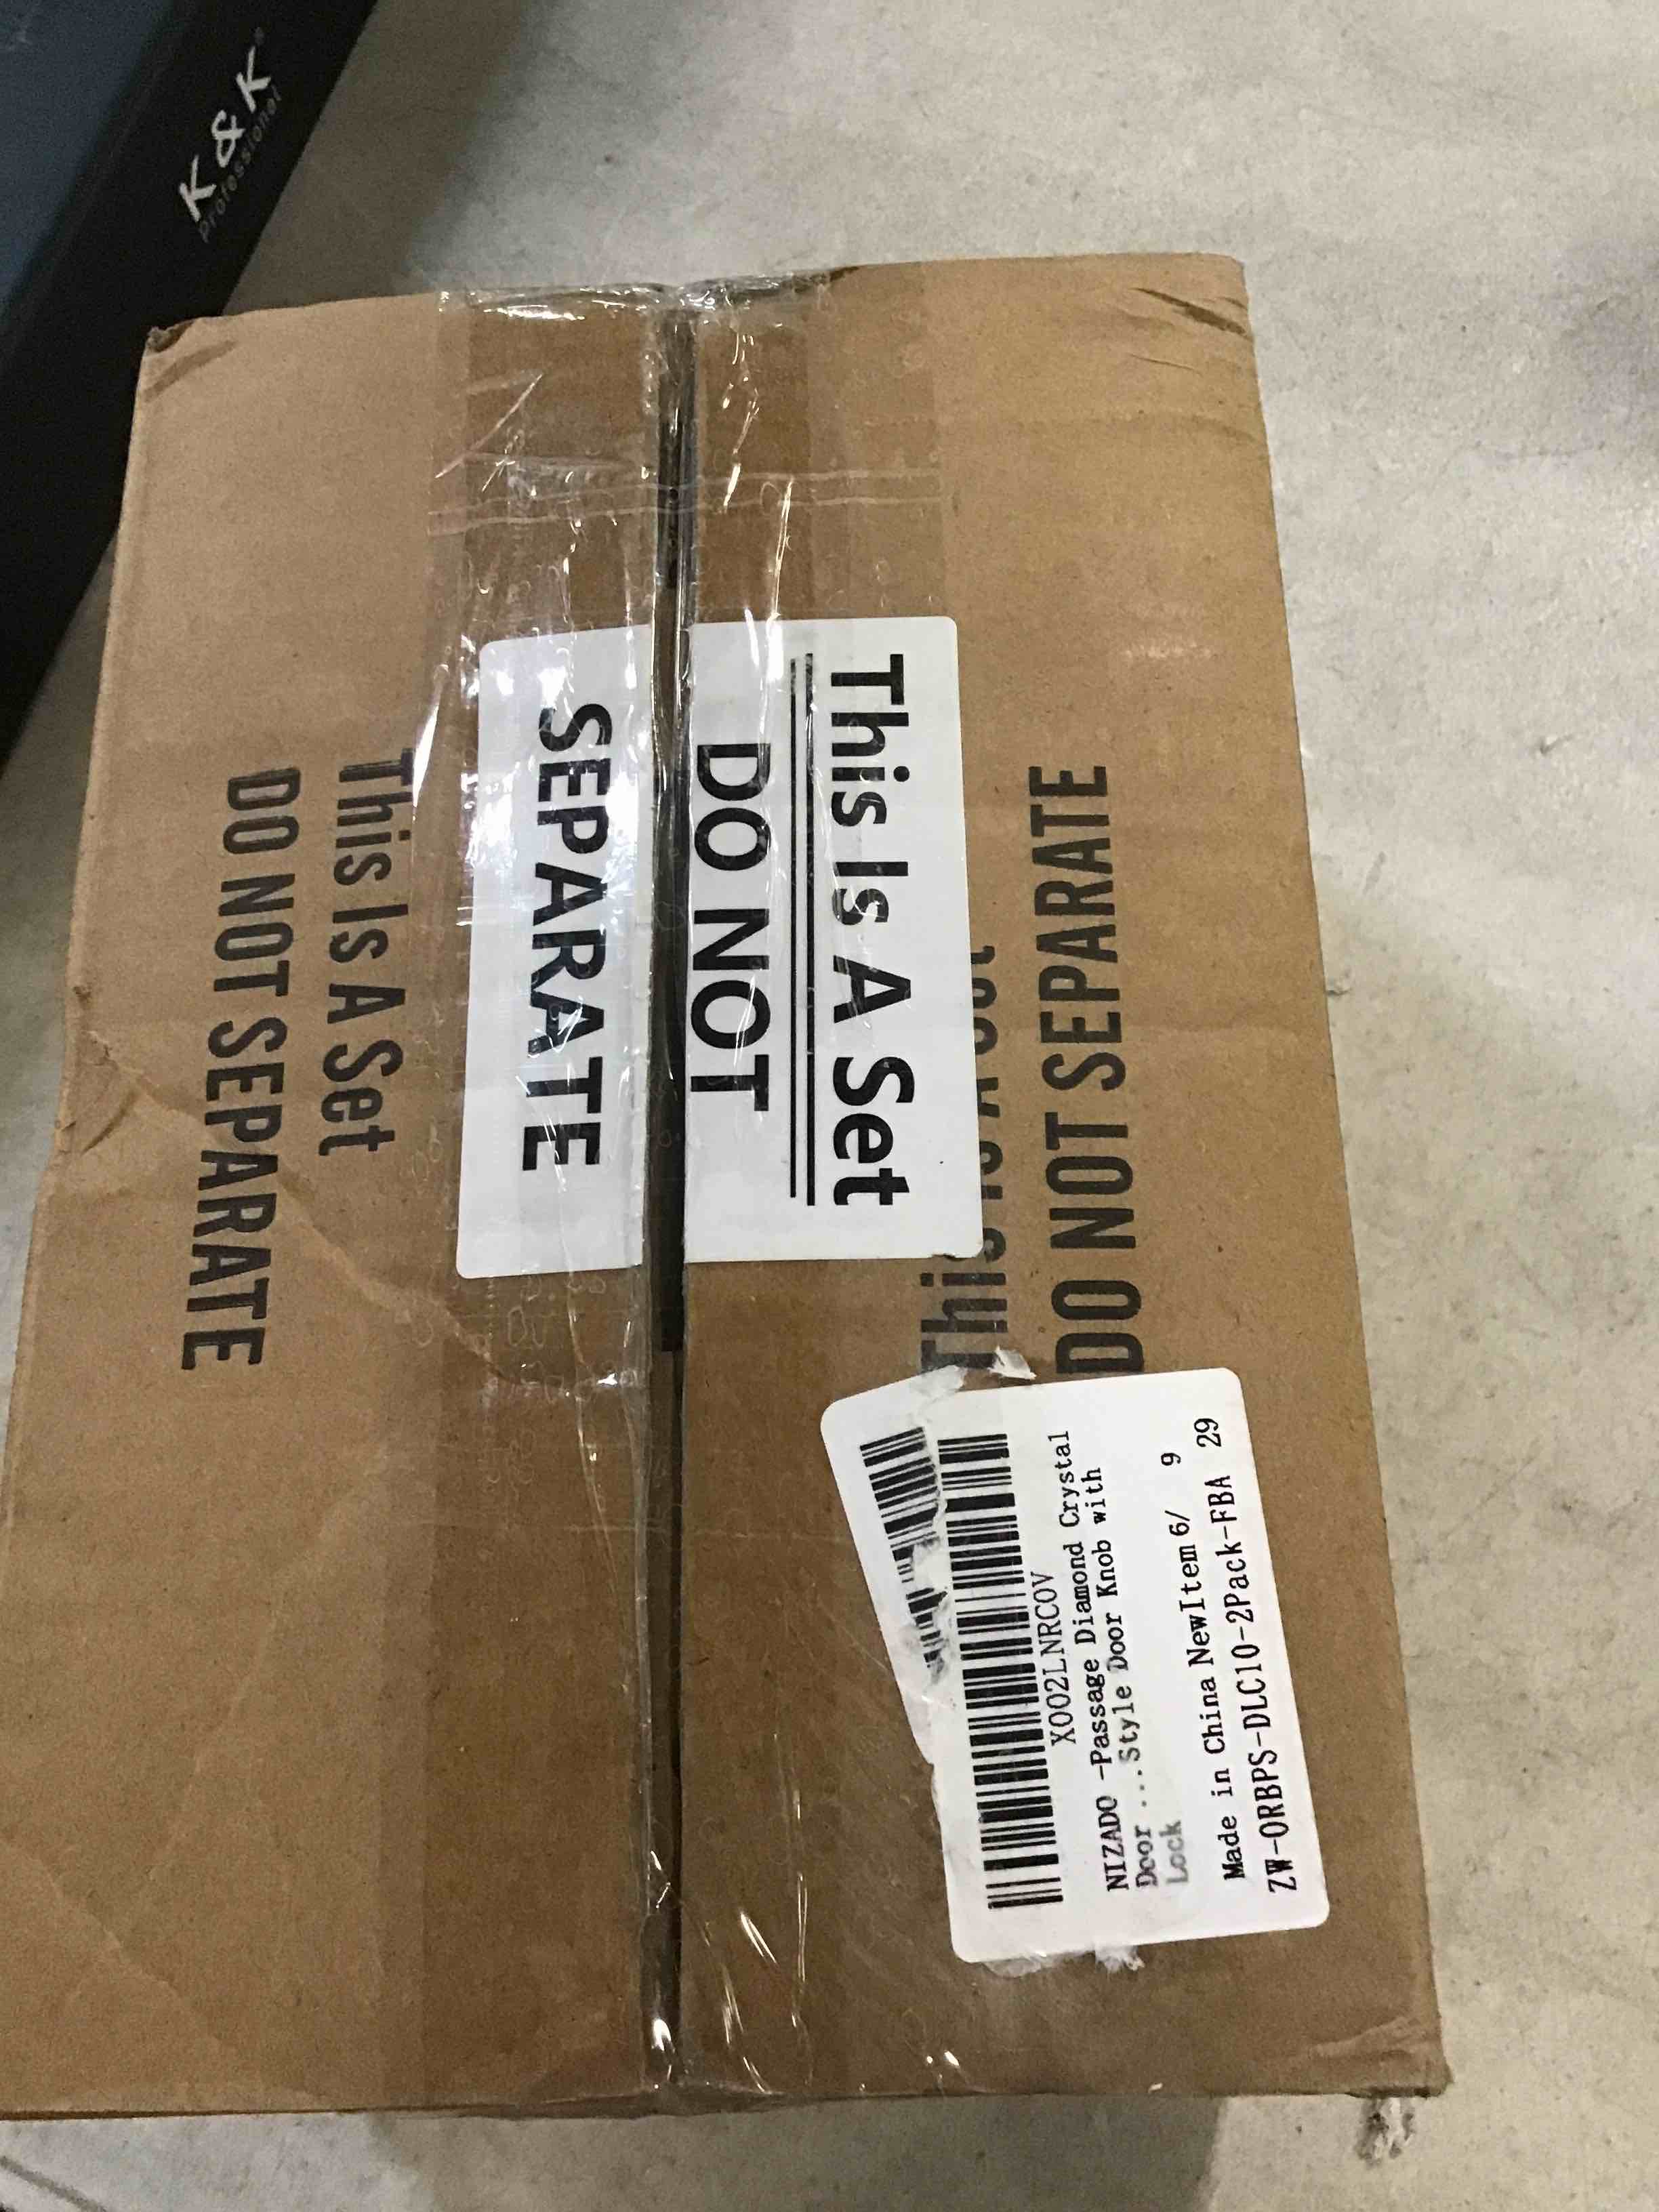 K & K
professional
This Is A Set
DO NOT
SEPARATE
This Is A Set
DO NOT SEPARATE
This Is A Set
DO NOT SEPARATE
X002LNRCOV
NIZADO -Passage Diamond Crystal
Door ...Style Door Knob with
Lock
9
Made in China NewItem 6/ 29
ZW-ORBPS-DLC10-2Pack-FBA